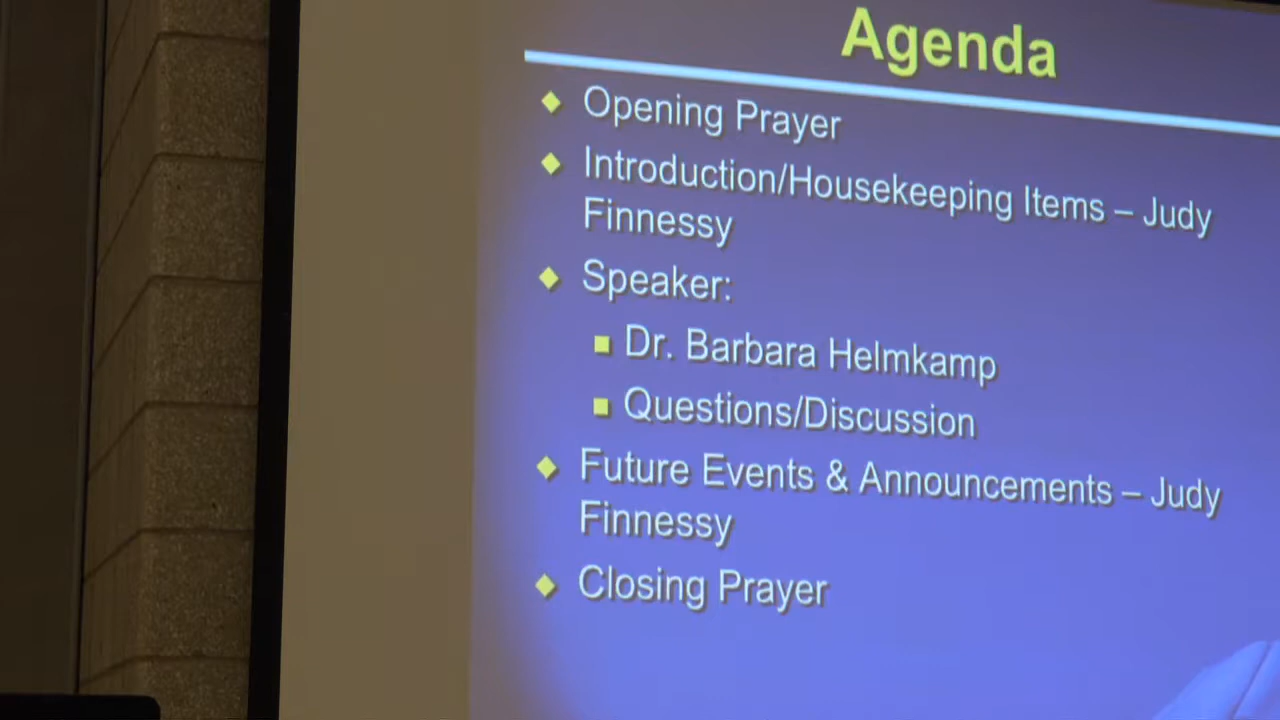 Agenda
Opening Prayer
Introduction/Housekeeping Items – Judy
Finnessy
Speaker:
Dr. Barbara Helmkamp
Questions/Discussion
Future Events & Announcements – Judy
Finnessy
Closing Prayer